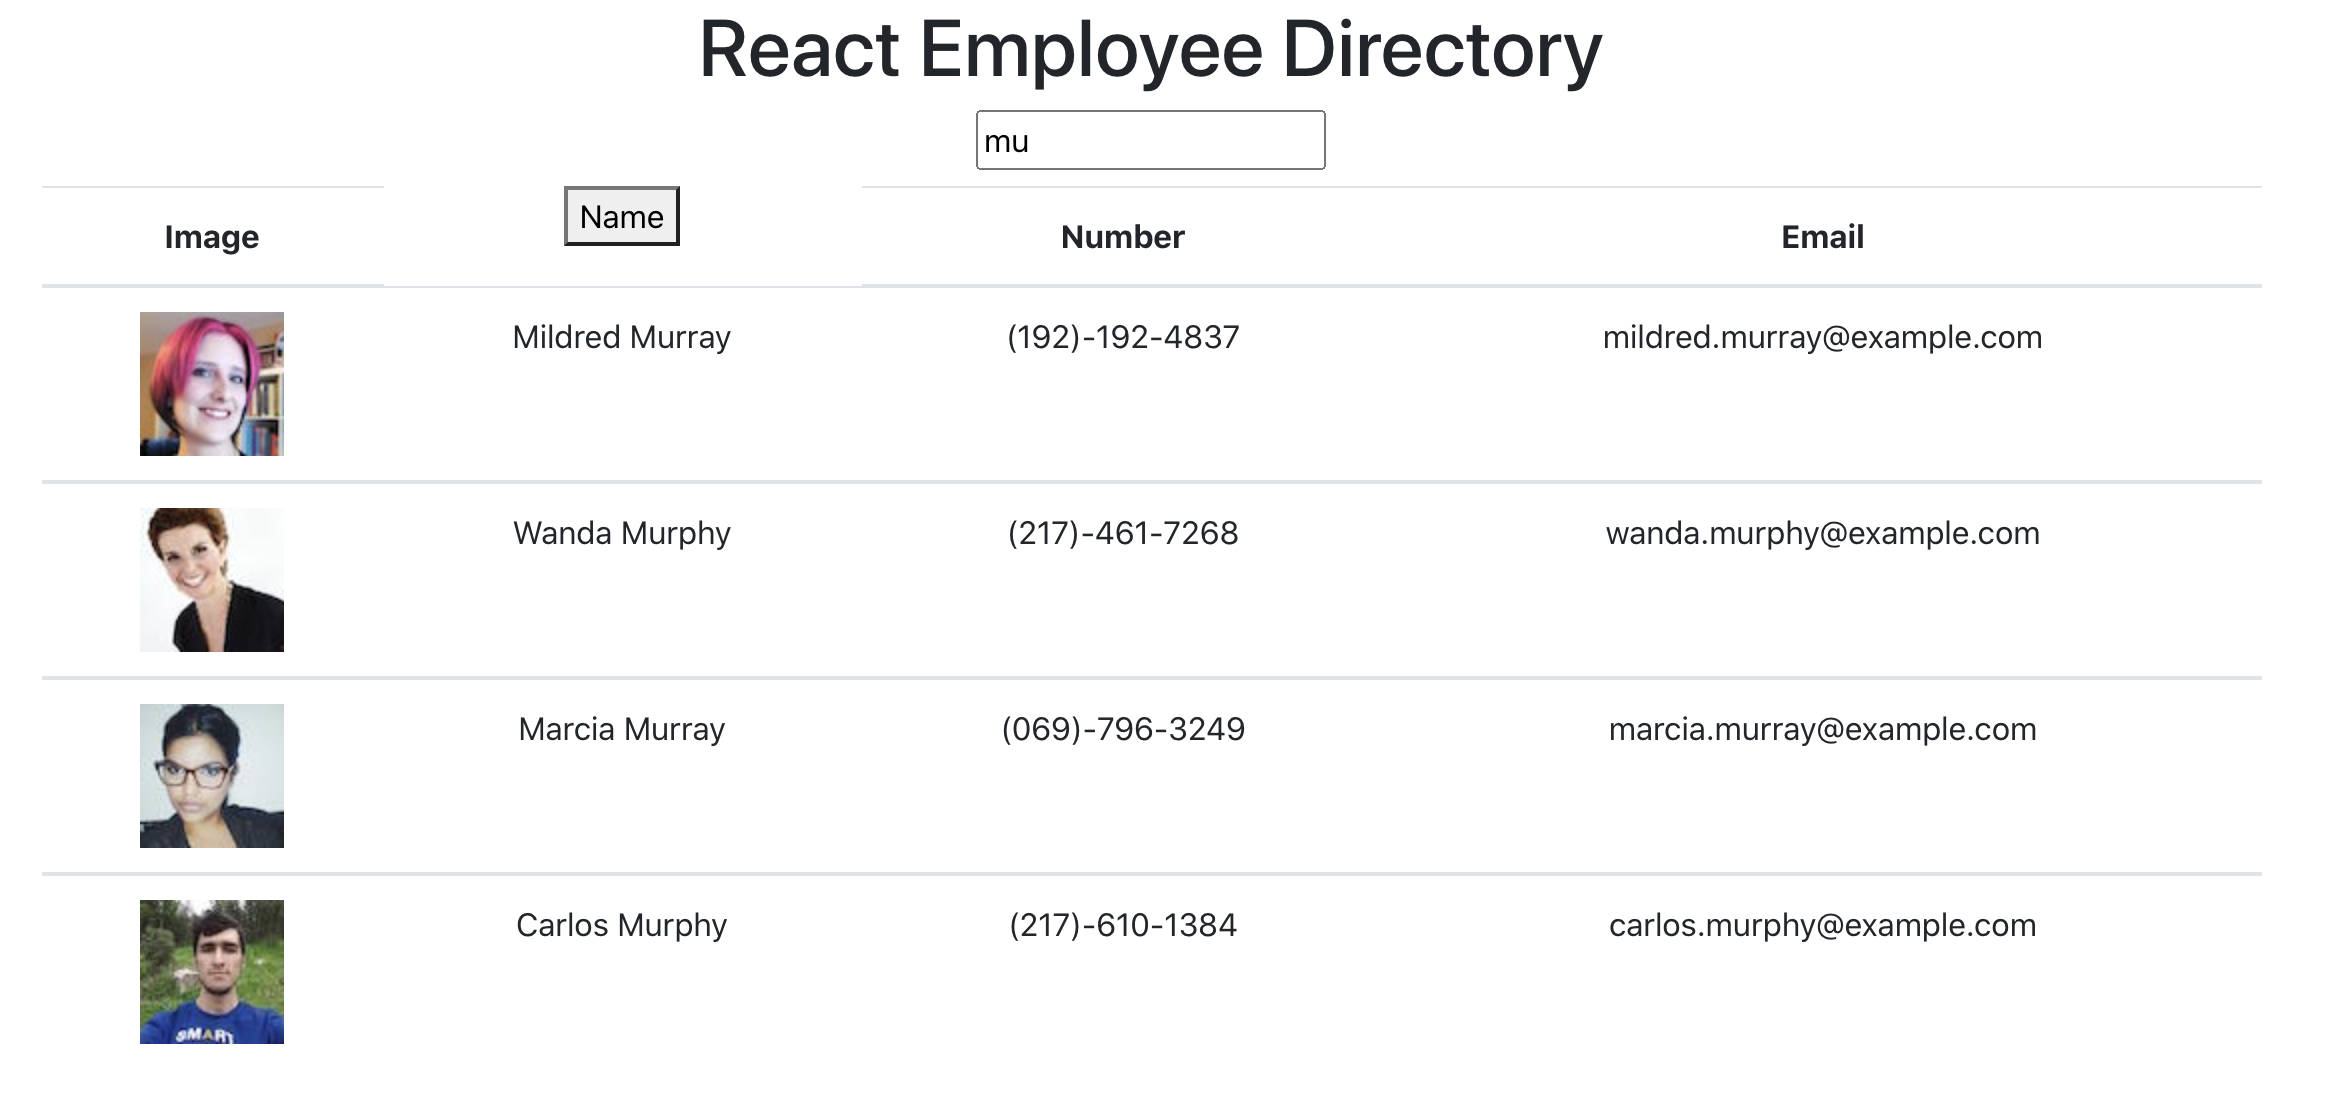 React Employee Directory
mu
Image Name Number Email
Mildred Murray (192)-192-4837 mildred.murray@example.com
Wanda Murphy (217)-461-7268 wanda.murphy@example.com
Marcia Murray (069)-796-3249 marcia.murray@example.com
Carlos Murphy (217)-610-1384 carlos.murphy@example.com
SMART